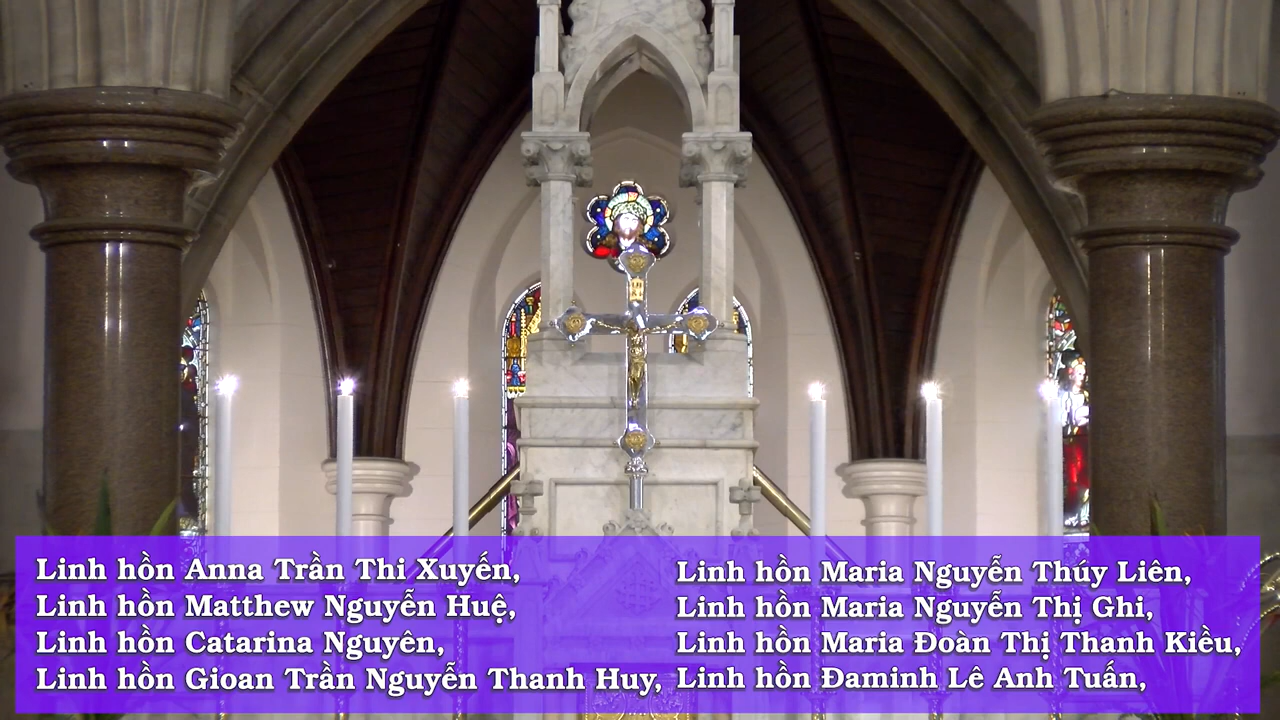 Linh hồn Anna Trần Thi Xuyến,
Linh hồn Matthew Nguyễn Huệ,
Linh hồn Catarina Nguyên,
Linh hồn Gioan Trần Nguyễn Thanh Huy,
Linh hồn Maria Nguyễn Thúy Liên,
Linh hồn Maria Nguyễn Thị Ghi,
Linh hồn Maria Đoàn Thị Thanh Kiều,
Linh hồn Đaminh Lê Anh Tuấn,